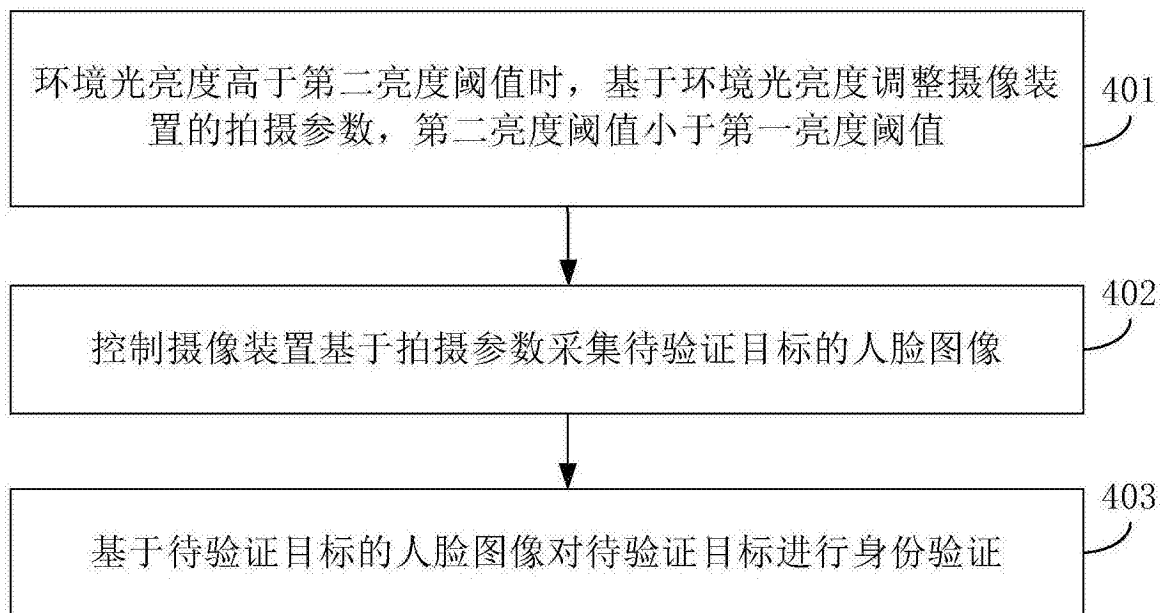 环境光亮度高于第二亮度阈值时，基于环境光亮度调整摄像装
置的拍摄参数，第二亮度阈值小于第一亮度阈值
401
控制摄像装置基于拍摄参数采集待验证目标的人脸图像
402
基于待验证目标的人脸图像对待验证目标进行身份验证
403